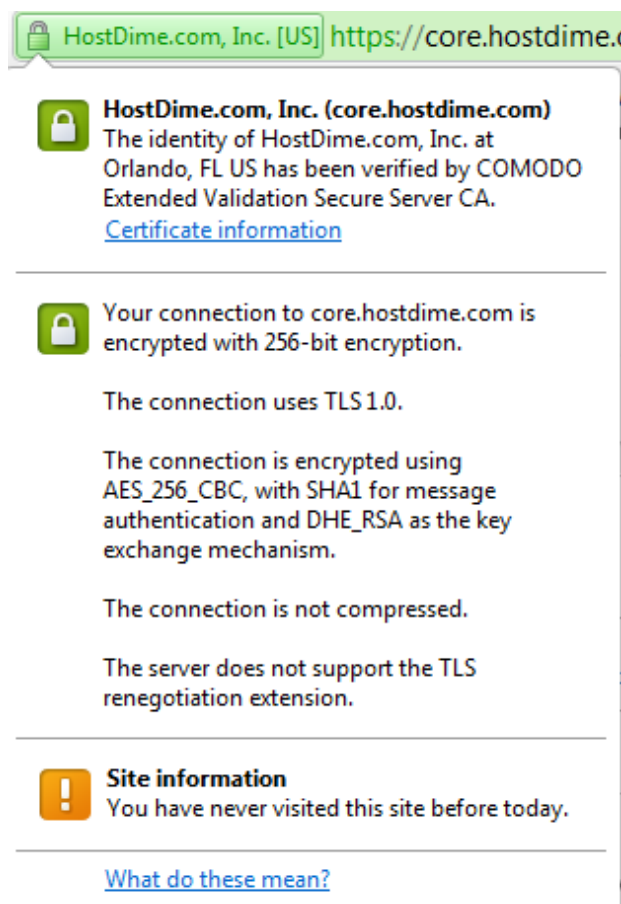 HostDime.com, Inc. [US] https://core.hostdime.
HostDime.com, Inc. (core.hostdime.com)
The identity of HostDime.com, Inc. at
Orlando, FL US has been verified by COMODO
Extended Validation Secure Server CA.
Certificate information
Your connection to core.hostdime.com is
encrypted with 256-bit encryption.
The connection uses TLS 1.0.
The connection is encrypted using
AES_256_CBC, with SHA1 for message
authentication and DHE_RSA as the key
exchange mechanism.
The connection is not compressed.
The server does not support the TLS
renegotiation extension.
Site information
You have never visited this site before today.
What do these mean?